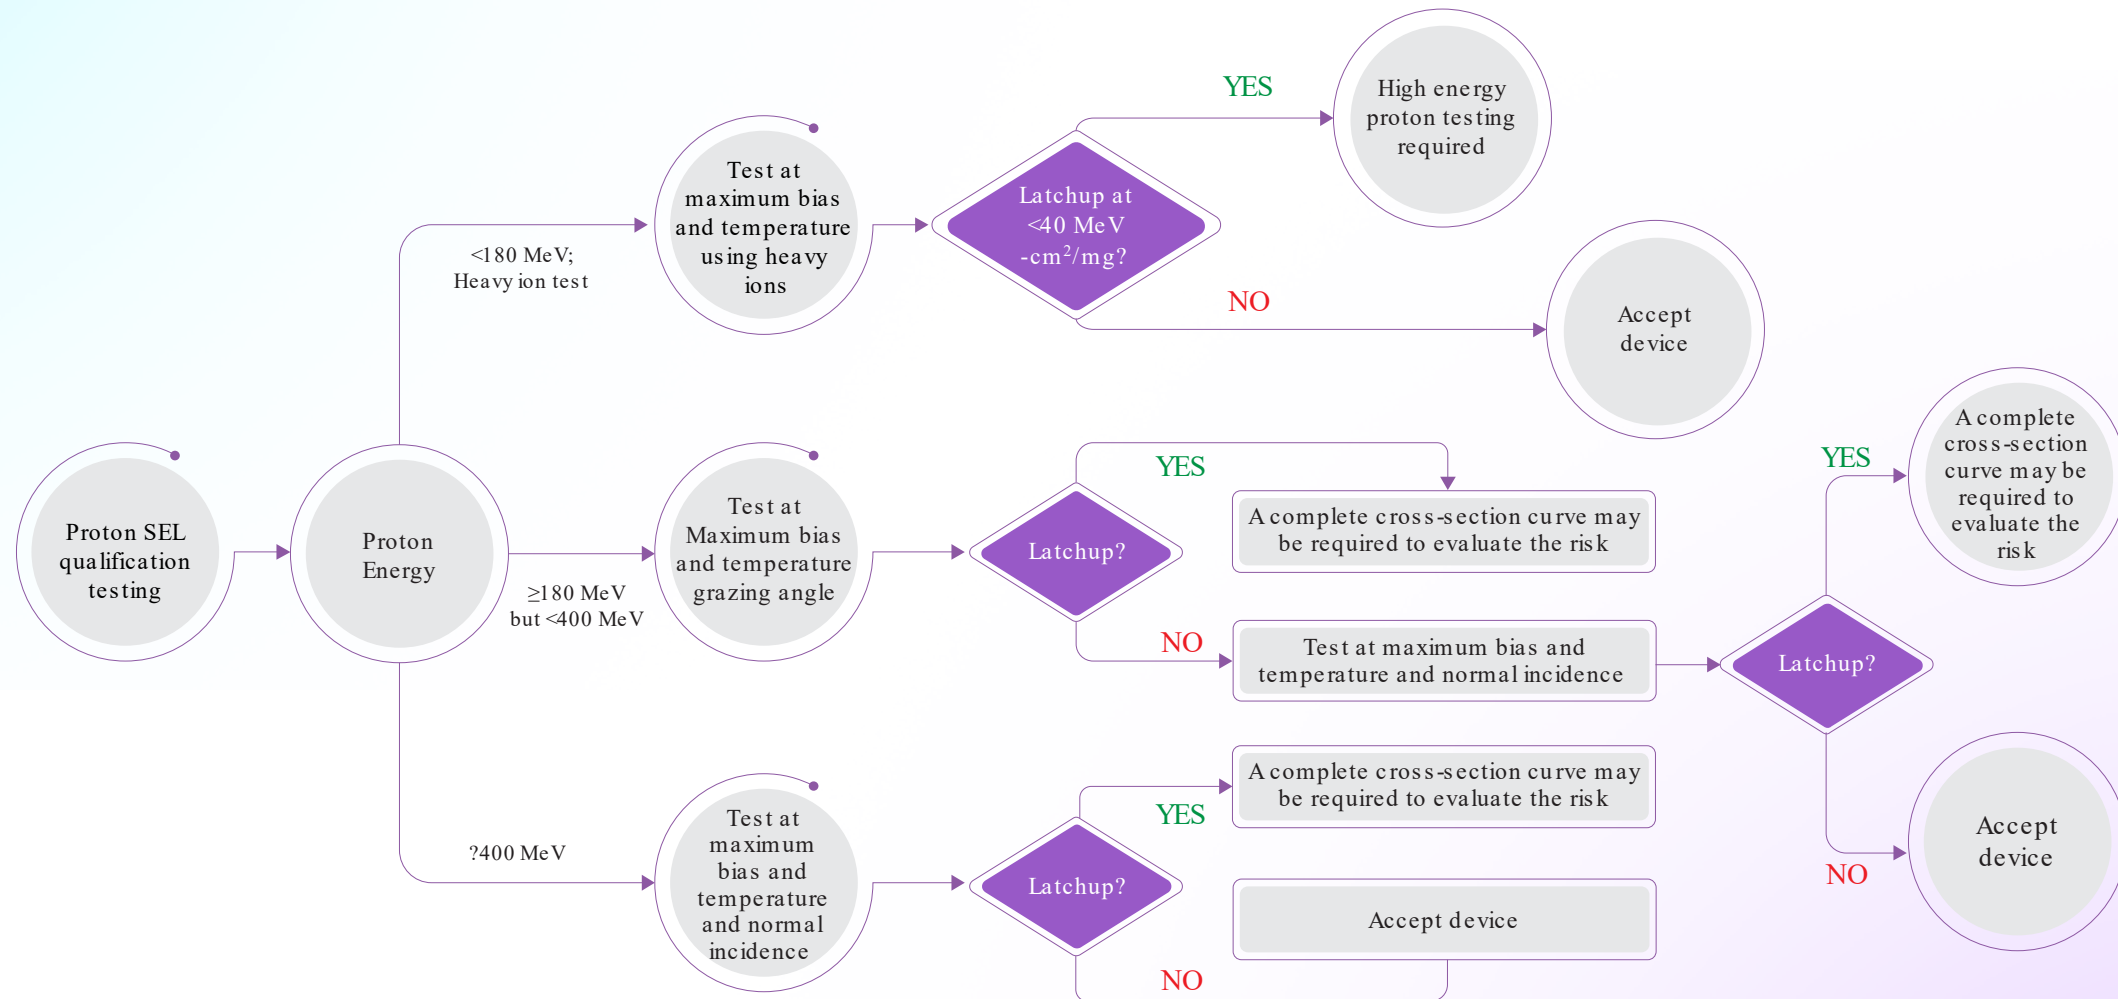 Proton SEL
qualification
testing
Proton
Energy
<180 MeV;
Heavy ion test
Test at
maximum bias
and temperature
using heavy
ions
Latchup at
<40 MeV
-cm²/mg?
YES
High energy
proton testing
required
NO
Accept
device
≥180 MeV
but <400 MeV
Test at
Maximum bias
and temperature
grazing angle
Latchup?
YES
A complete cross-section curve may
be required to evaluate the risk
NO
Test at maximum bias and
temperature and normal incidence
Latchup?
YES
A complete
cross-section
curve may be
required to
evaluate the
risk
NO
Accept
device
?400 MeV
Test at
maximum
bias and
temperature
and normal
incidence
Latchup?
YES
A complete cross-section curve may
be required to evaluate the risk
NO
Accept device